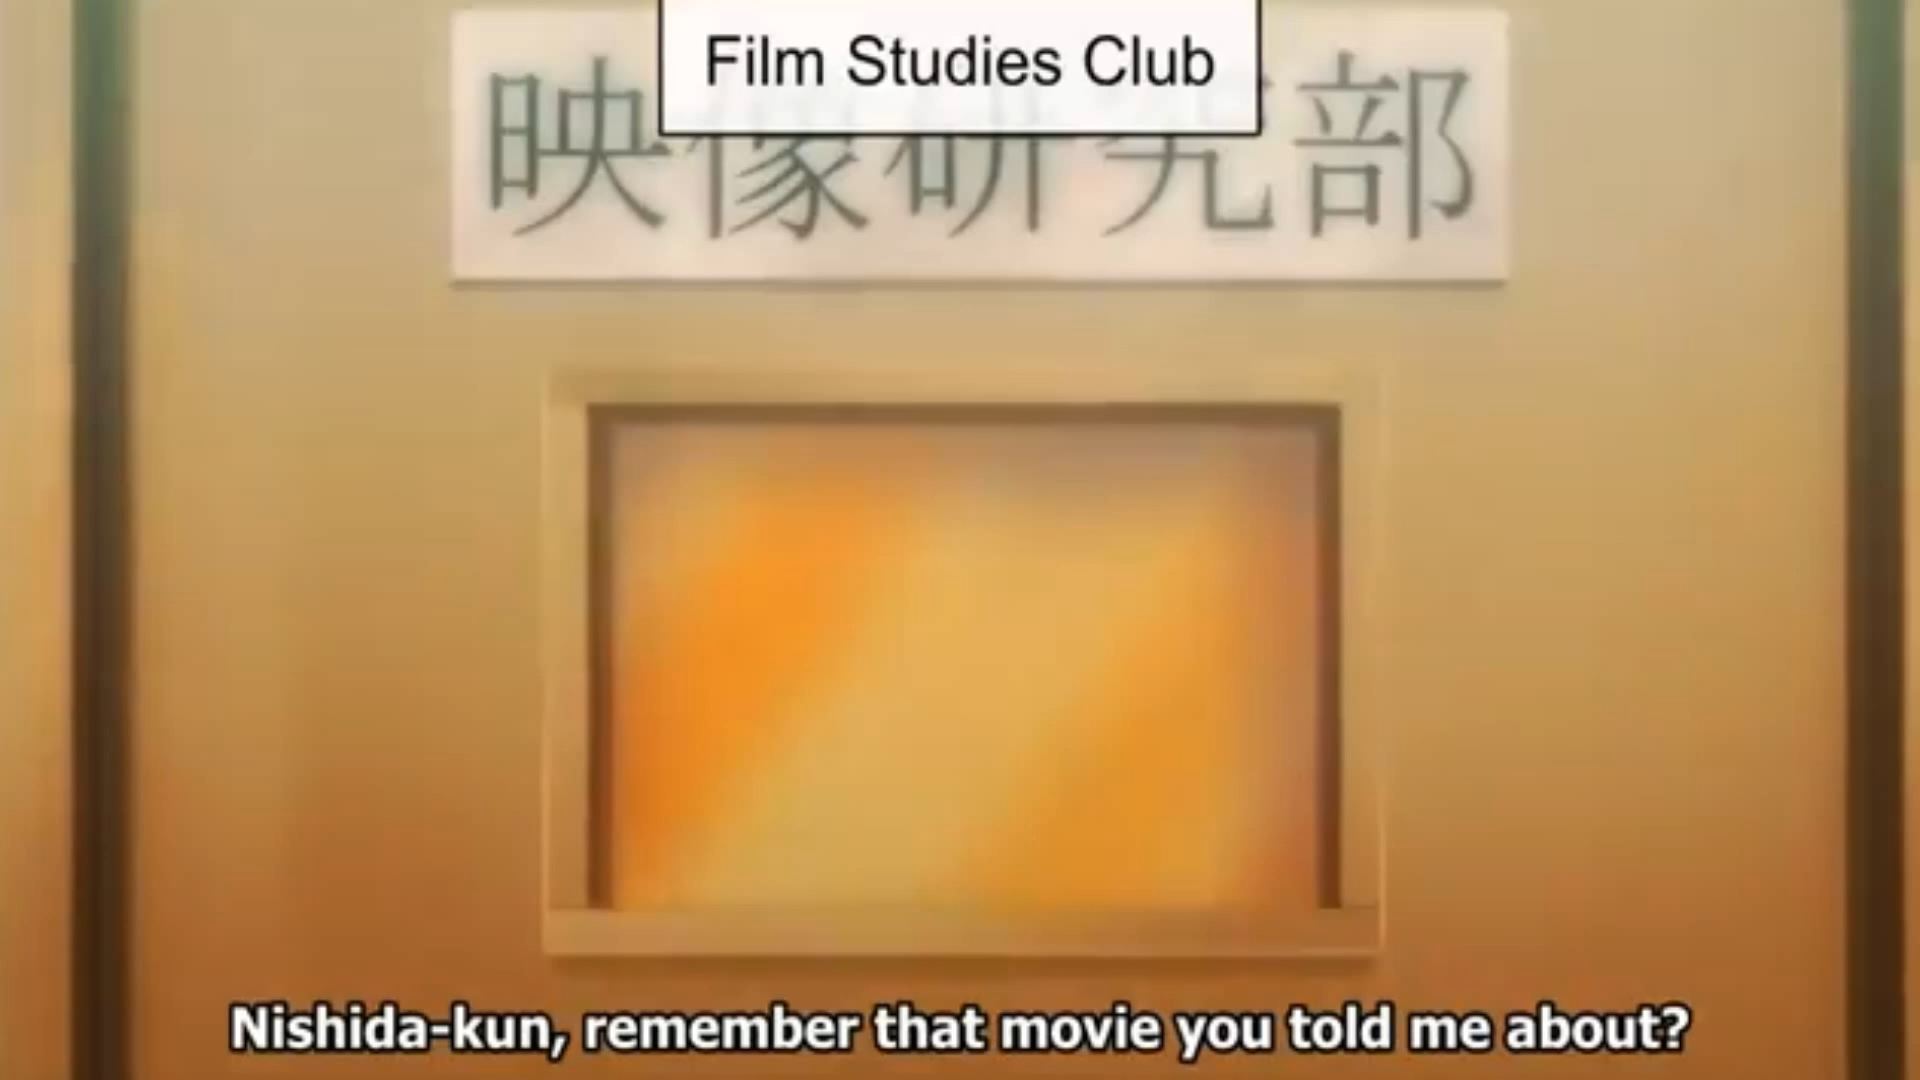 Film Studies Club
映像研究部
Nishida-kun, remember that movie you told me about?